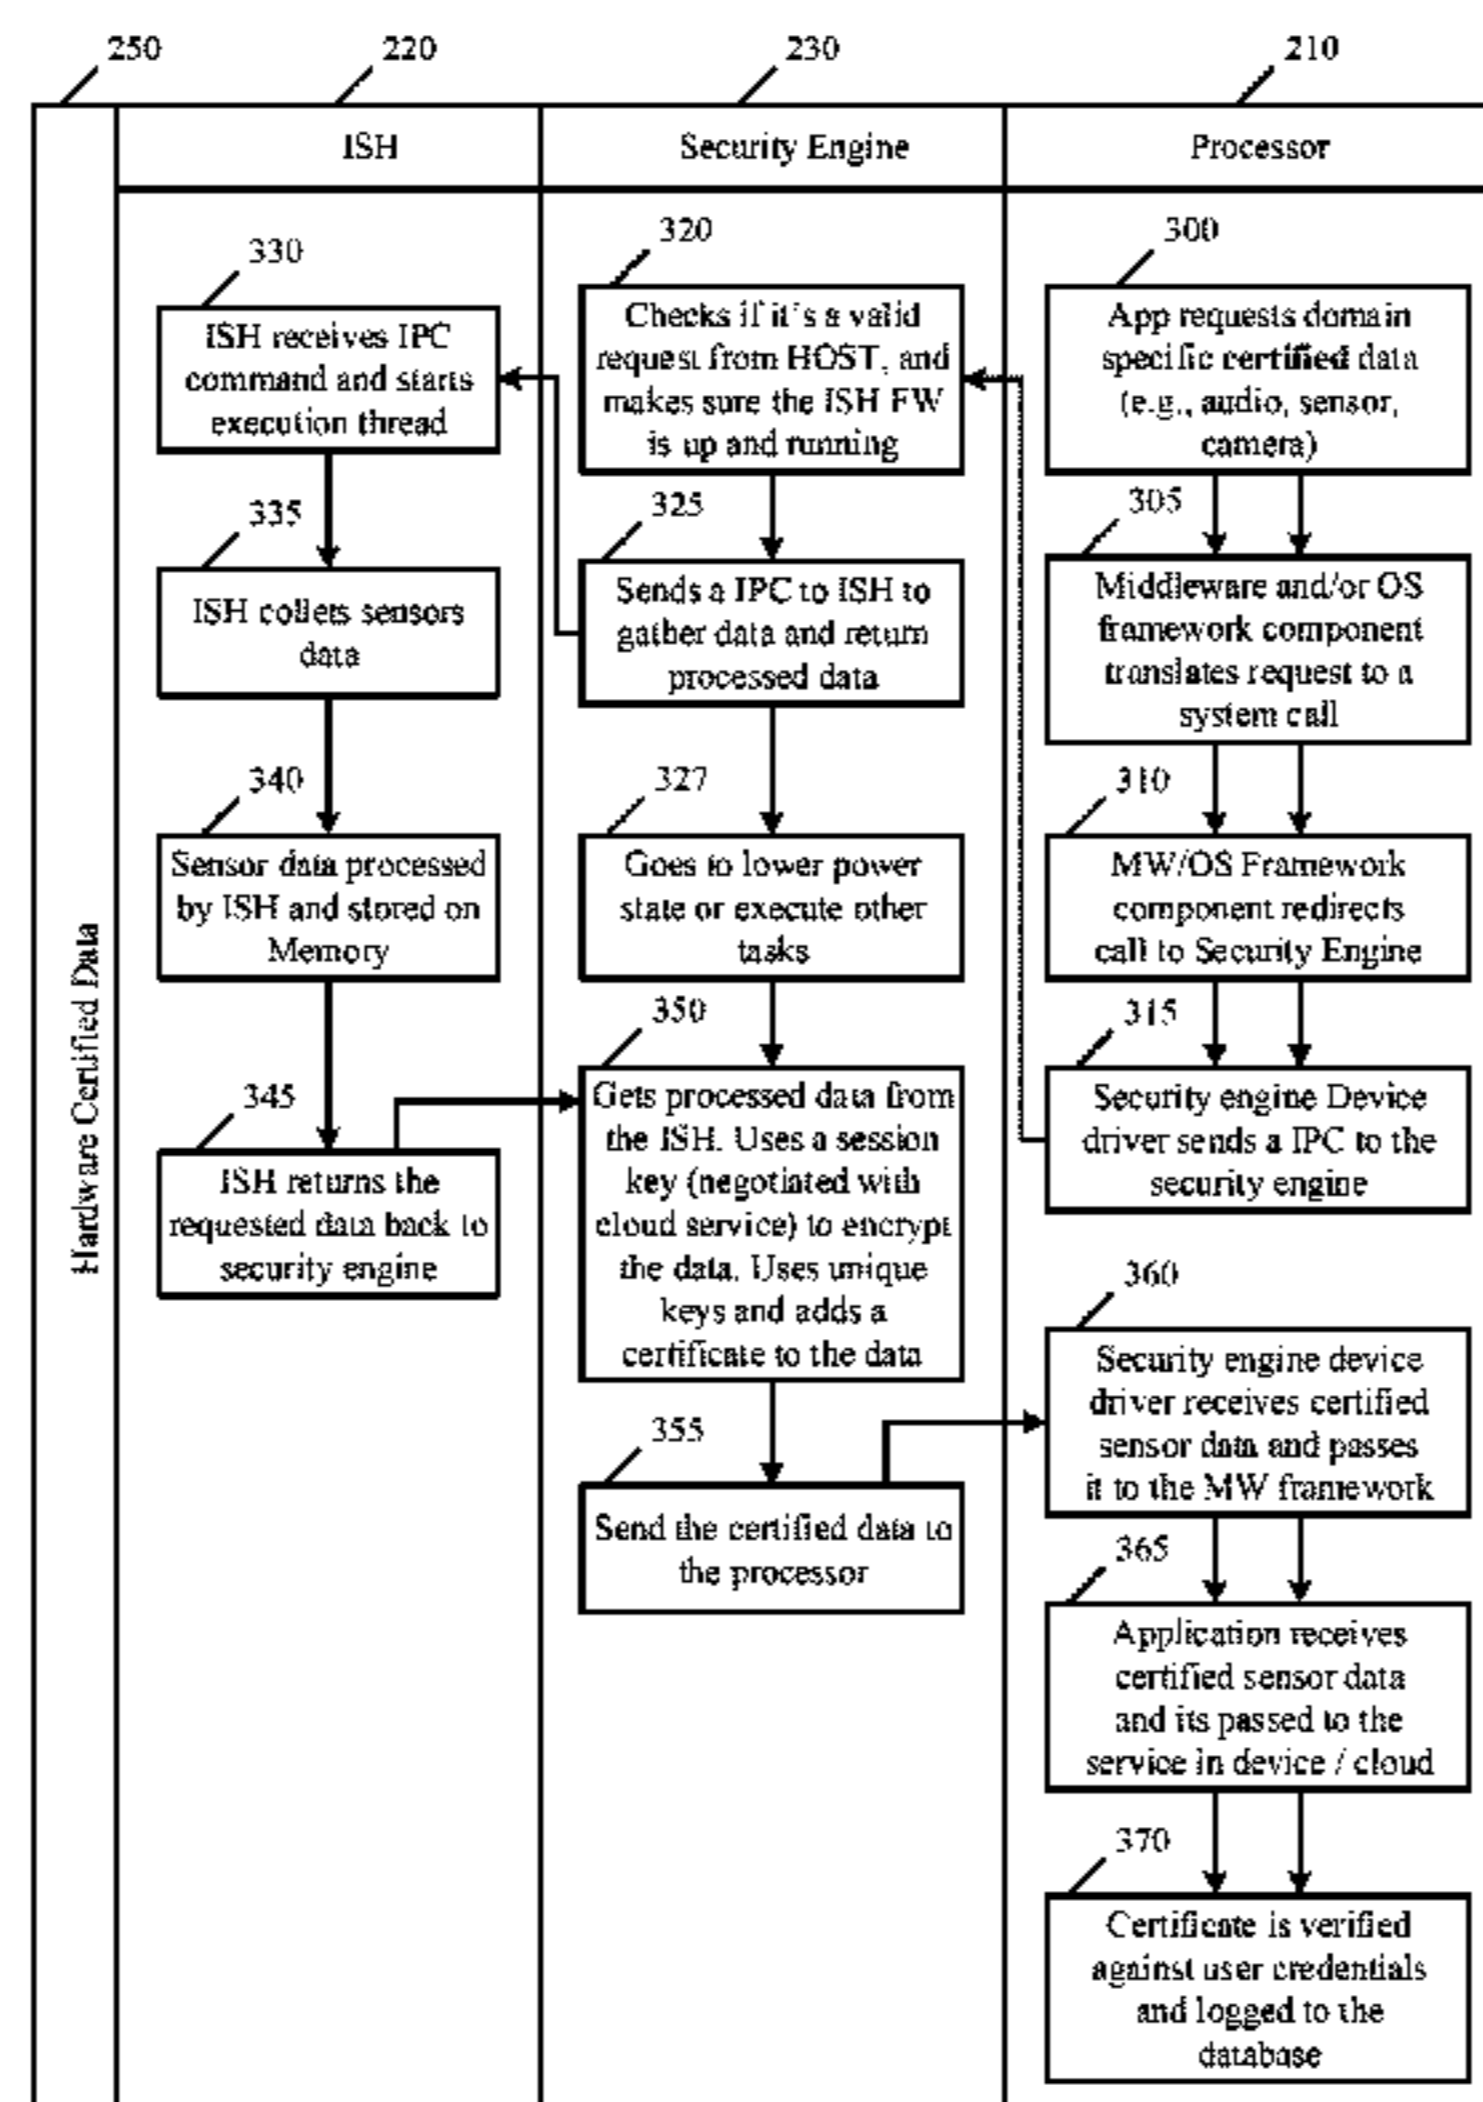 250
220
230
210
ISH
Security Engine
Processor
Hardware Certified Data
330
ISH receives IPC
command and starts
execution thread
335
ISH collets sensors
data
340
Sensor data processed
by ISH and stored on
Memory
345
ISH returns the
requested data back to
security engine
320
Checks if it's a valid
request from HOST, and
makes sure the ISH FW
is up and running
325
Sends a IPC to ISH to
gather data and return
processed data
327
Goes to lower power
state or execute other
tasks
350
Gets processed data from
the ISH. Uses a session
key (negotiated with
cloud service) to encrypt
the data. Uses unique
keys and adds a
certificate to the data
355
Send the certified data to
the processor
300
App requests domain
specific certified data
(e.g., audio, sensor,
camera)
305
Middleware and/or OS
framework component
translates request to a
system call
310
MW/OS Framework
component redirects
call to Security Engine
315
Security engine Device
driver sends a IPC to the
security engine
360
Security engine device
driver receives certified
sensor data and passes
it to the MW framework
365
Application receives
certified sensor data
and its passed to the
service in device / cloud
370
Certificate is verified
against user credentials
and logged to the
database